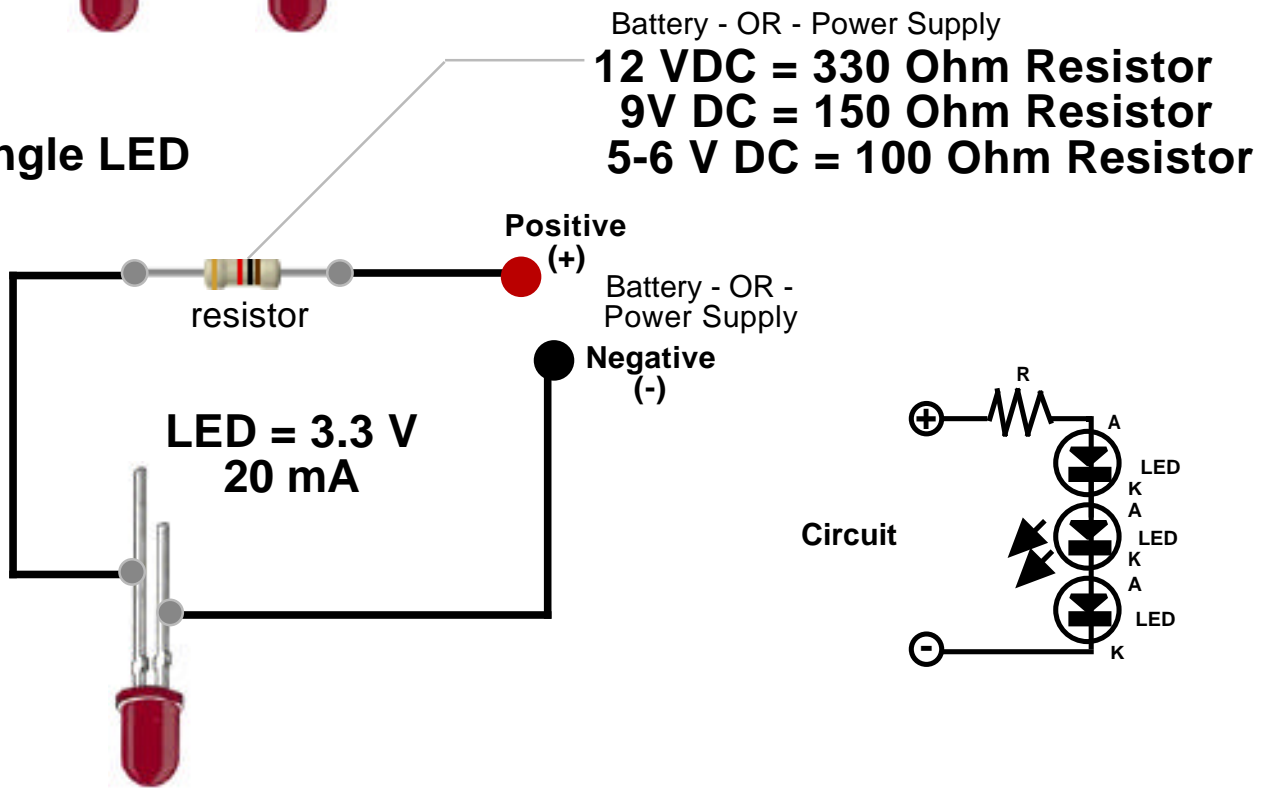 Battery - OR - Power Supply
12 VDC = 330 Ohm Resistor
9V DC = 150 Ohm Resistor
5-6 V DC = 100 Ohm Resistor
ngle LED
Positive
(+)
Battery - OR -
Power Supply
resistor
Negative
(-)
LED = 3.3 V
20 mA
R
+
A
LED
K
A
Circuit
LED
K
A
LED
-
K